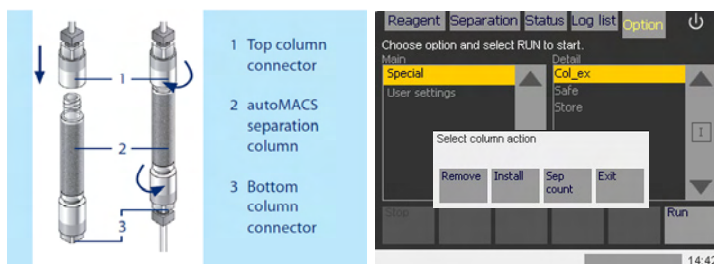 1 Top column
connector
2 autoMACS
separation
column
3 Bottom
column
connector
1
2
3
Reagent Separation Status Log list Option
Choose option and select RUN to start.
Main Detail
Special Col_ex
User settings Safe
Store
Select column action
Remove Install Sep count Exit
I
Stop Run
14:42